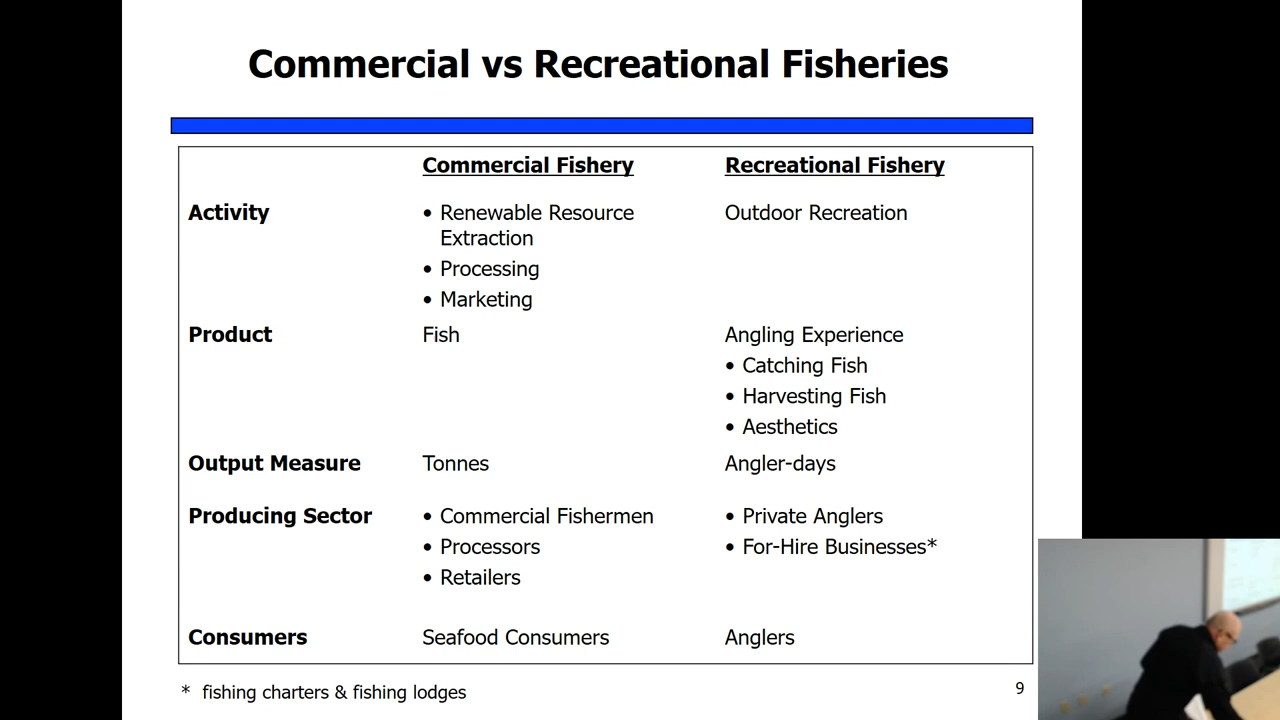 Commercial vs Recreational Fisheries
Commercial Fishery Recreational Fishery
Activity • Renewable Resource Outdoor Recreation
Extraction
• Processing
• Marketing
Product Fish Angling Experience
• Catching Fish
• Harvesting Fish
• Aesthetics
Output Measure Tonnes Angler-days
Producing Sector • Commercial Fishermen • Private Anglers
• Processors • For-Hire Businesses*
• Retailers
Consumers Seafood Consumers Anglers
* fishing charters & fishing lodges
9